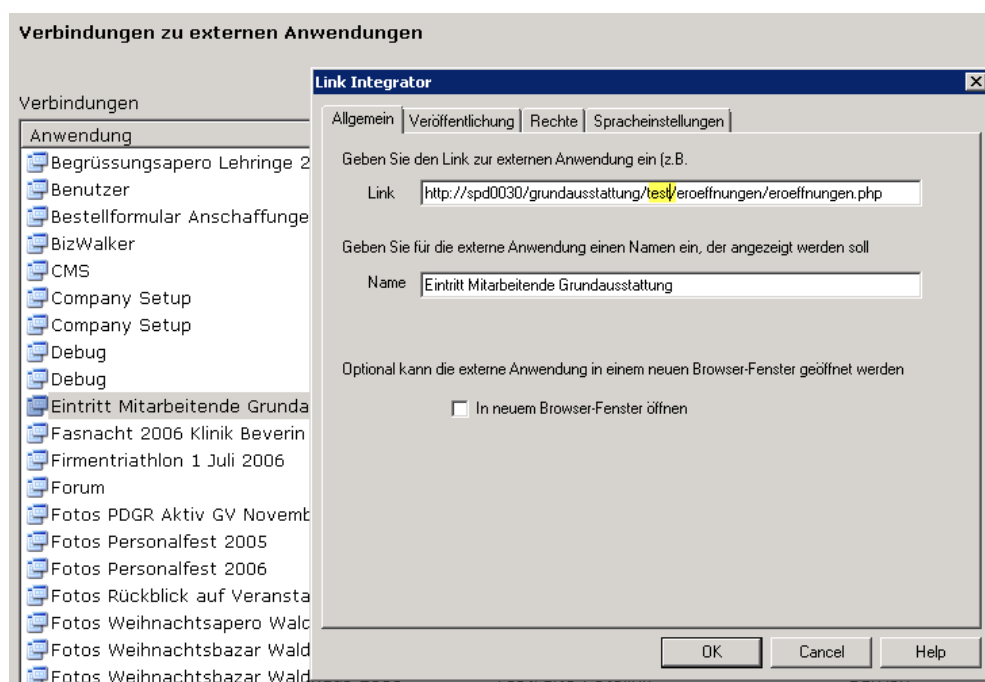 Verbindungen zu externen Anwendungen
Verbindungen
Anwendung
Begrüssungsapero Lehringe 2
Benutzer
Bestellformular Anschaffunge
BizWalker
CMS
Company Setup
Company Setup
Debug
Debug
Eintritt Mitarbeitende Grunda
Fasnacht 2006 Klinik Beverin
Firmentriathlon 1 Juli 2006
Forum
Fotos PDGR Aktiv GV Novemb
Fotos Personalfest 2005
Fotos Personalfest 2006
Fotos Rückblick auf Veransta
Fotos Weihnachtsapero Walc
Fotos Weihnachtsbazar Wald
Fotos Weihnachtsbazar Wald
Link Integrator
Allgemein Veröffentlichung Rechte Spracheinstellungen
Geben Sie den Link zur externen Anwendung ein (z.B.
Link http://spd0030/grundausstattung/test/eroeffnungen/eroeffnungen.php
Geben Sie für die externe Anwendung einen Namen ein, der angezeigt werden soll
Name Eintritt Mitarbeitende Grundausstattung
Optional kann die externe Anwendung in einem neuen Browser-Fenster geöffnet werden
In neuem Browser-Fenster öffnen
OK Cancel Help